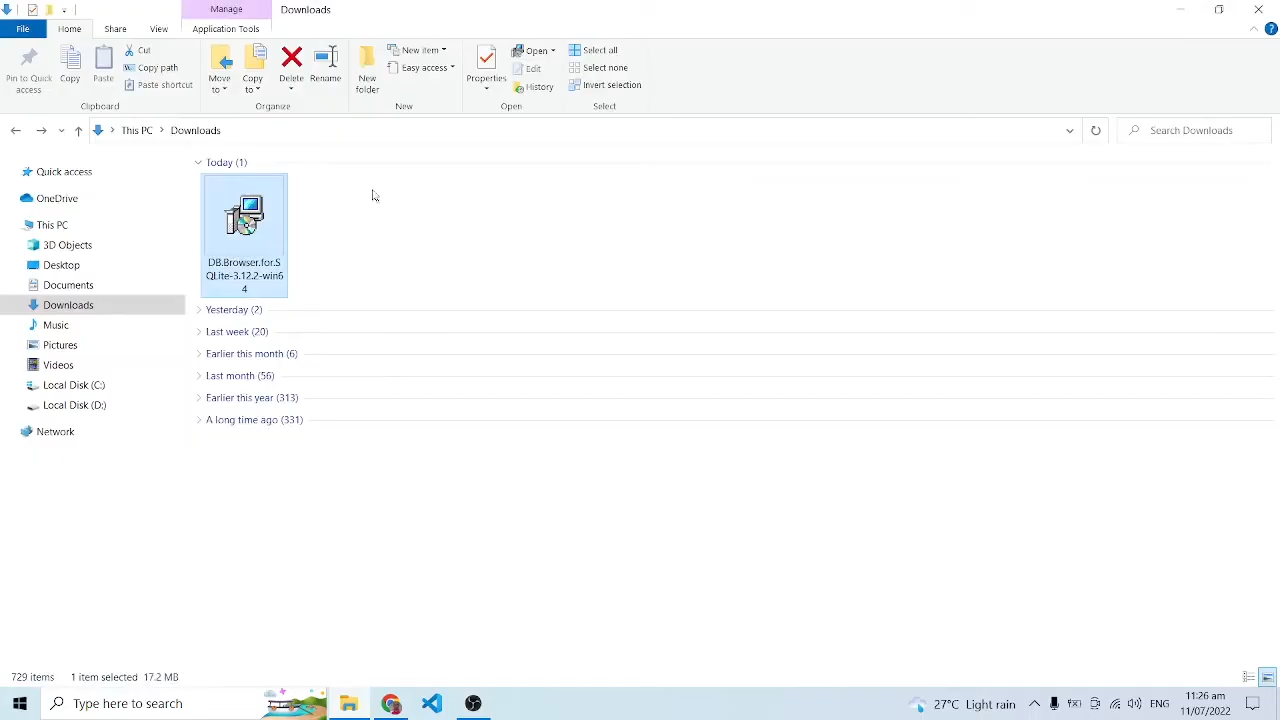 Manage
Downloads
File
Home
Share
View
Application Tools
Pin to Quick
access
Copy
Paste
Cut
Copy path
Paste shortcut
Clipboard
Move
to
Copy
to
Delete
Rename
Organize
New
folder
New item
Easy access
New
Properties
Open
Edit
History
Open
Select all
Select none
Invert selection
Select
This PC
Downloads
Search Downloads
Quick access
OneDrive
This PC
3D Objects
Desktop
Documents
Downloads
Music
Pictures
Videos
Local Disk (C:)
Local Disk (D:)
Network
Today (1)
DB.Browser.for.S
QLite-3.12.2-win6
4
Yesterday (2)
Last week (20)
Earlier this month (6)
Last month (56)
Earlier this year (313)
A long time ago (331)
729 items
1 item selected
17.2 MB
Type here to search
27°C
Light rain
ENG
11:26 am
11/07/2022